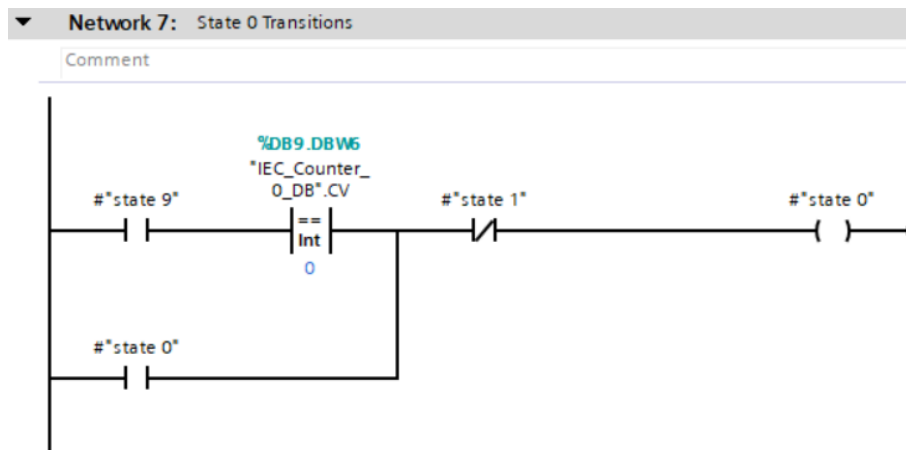 Network 7: State 0 Transitions
Comment
%DB9.DBW6
"IEC_Counter_
0_DB".CV
#"state 9"
==
Int
0
#"state 1"
#"state 0"
#"state 0"